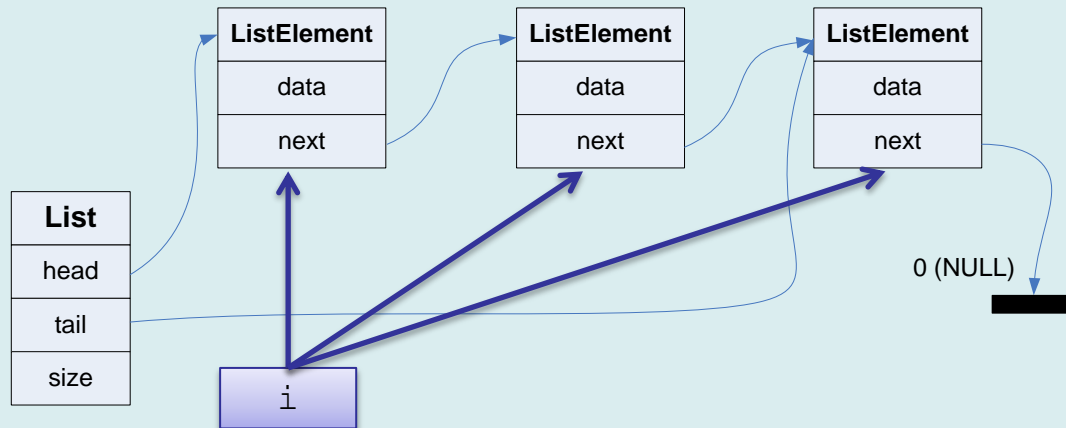 ListElement
data
next
ListElement
data
next
ListElement
data
next
List
head
tail
size
0 (NULL)
i